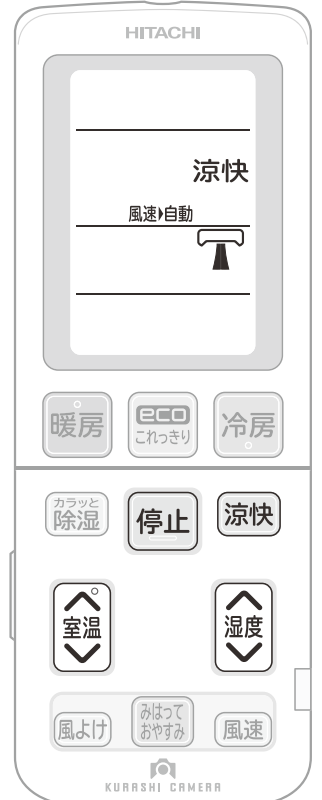 HITACHI
涼快
風速▶自動
暖房
eco
これっきり
冷房
カラッと
除湿
停止
涼快
室温
湿度
風よけ
みはって
おやすみ
風速
KURASHI CAMERA